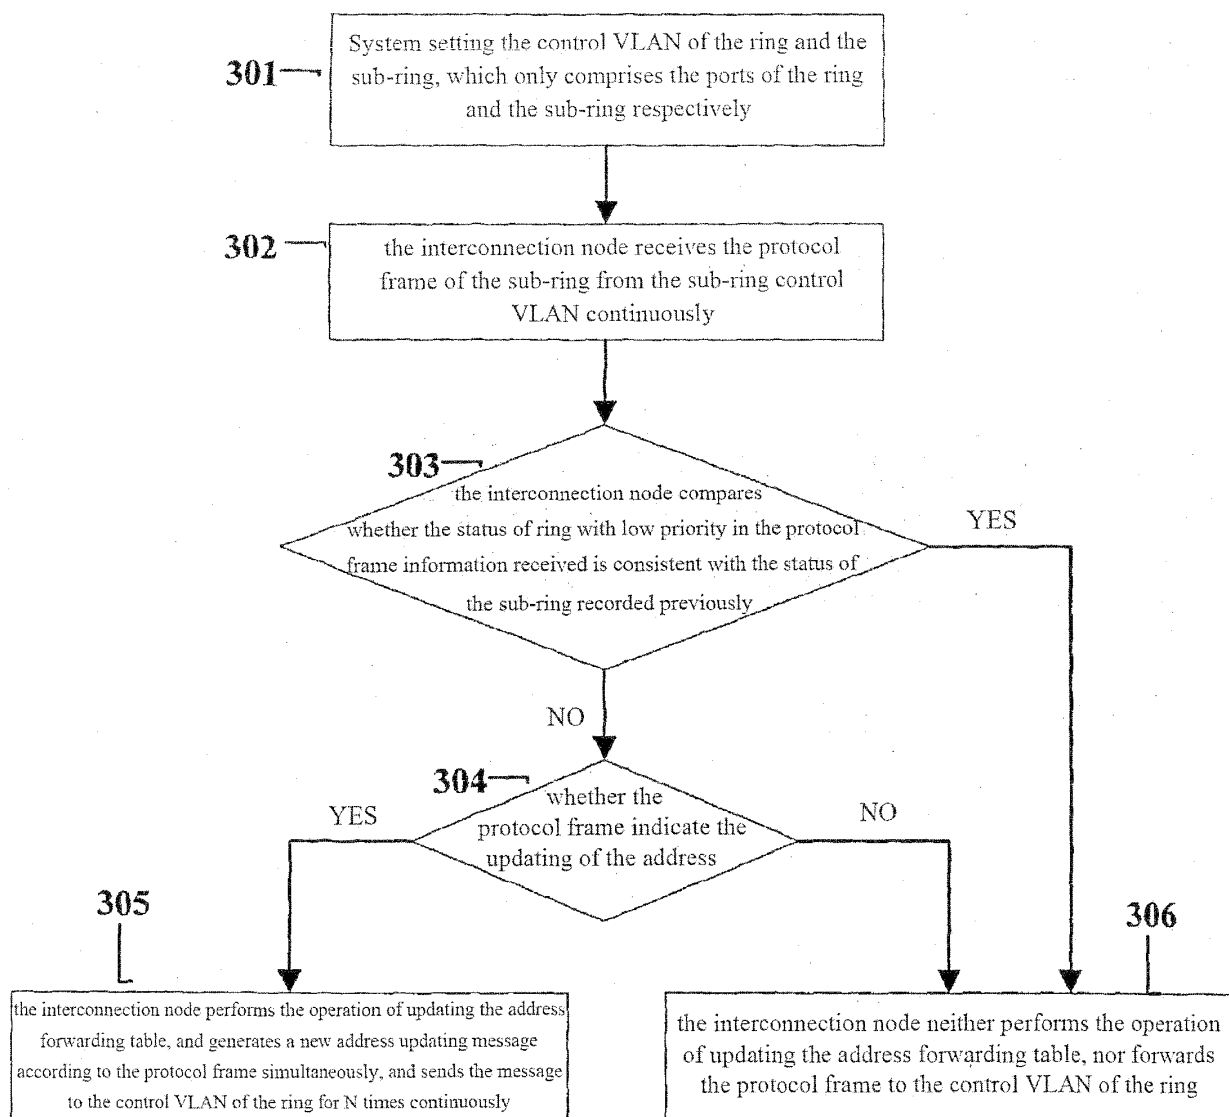 301
System setting the control VLAN of the ring and the
sub-ring, which only comprises the ports of the ring
and the sub-ring respectively
302
the interconnection node receives the protocol
frame of the sub-ring from the sub-ring control
VLAN continuously
303
the interconnection node compares
whether the status of ring with low priority in the protocol
frame information received is consistent with the status of
the sub-ring recorded previously
YES
NO
304
whether the
protocol frame indicate the
updating of the address
YES
NO
305
the interconnection node performs the operation of updating the address
forwarding table, and generates a new address updating message
according to the protocol frame simultaneously, and sends the message
to the control VLAN of the ring for N times continuously
306
the interconnection node neither performs the operation
of updating the address forwarding table, nor forwards
the protocol frame to the control VLAN of the ring